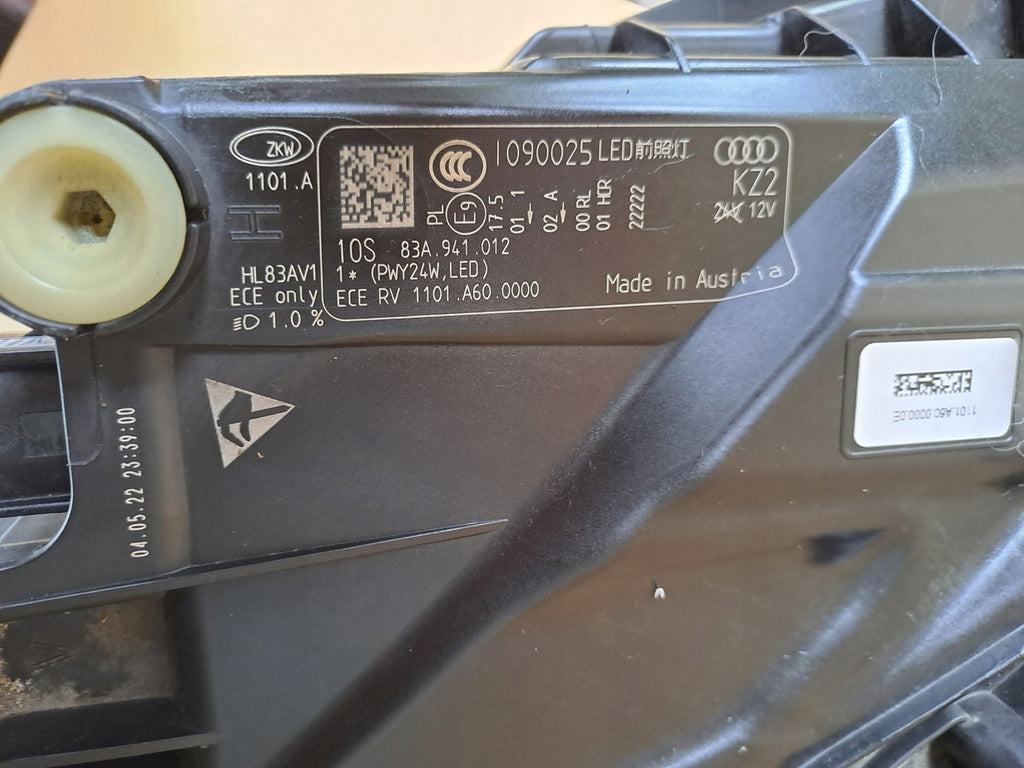 ZKW
1101.A
H
HL83AV1
ECE only
1.0 %
CCC
1090025 LED前照灯
KZ2
24V 12V
PL
E9
17.5
01 1
02 A
00 RL
01 HR
22222
10S 83A.941.012
1* (PWY24W,LED)
ECE RV 1101.A60.0000
Made in Austria
04.05.22 23:39:00
1101.A60.0000.0E